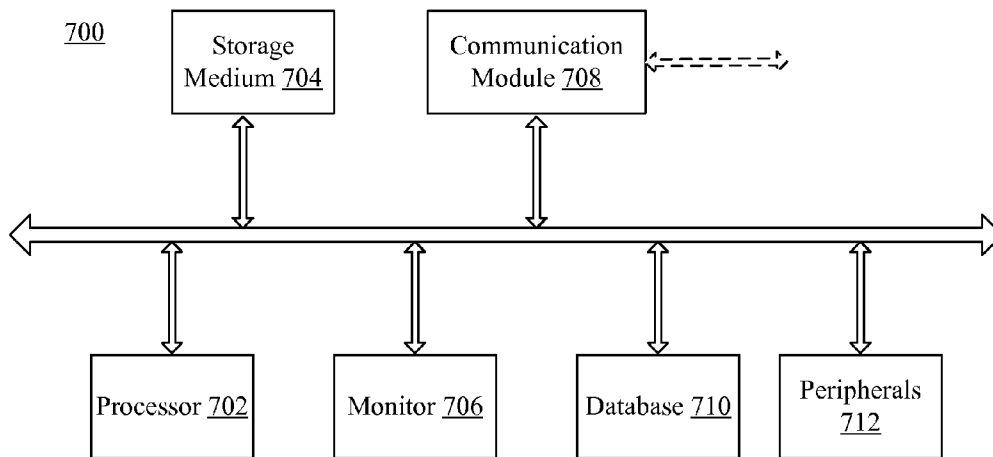 700
Storage
Medium 704
Communication
Module 708
Processor 702
Monitor 706
Database 710
Peripherals
712